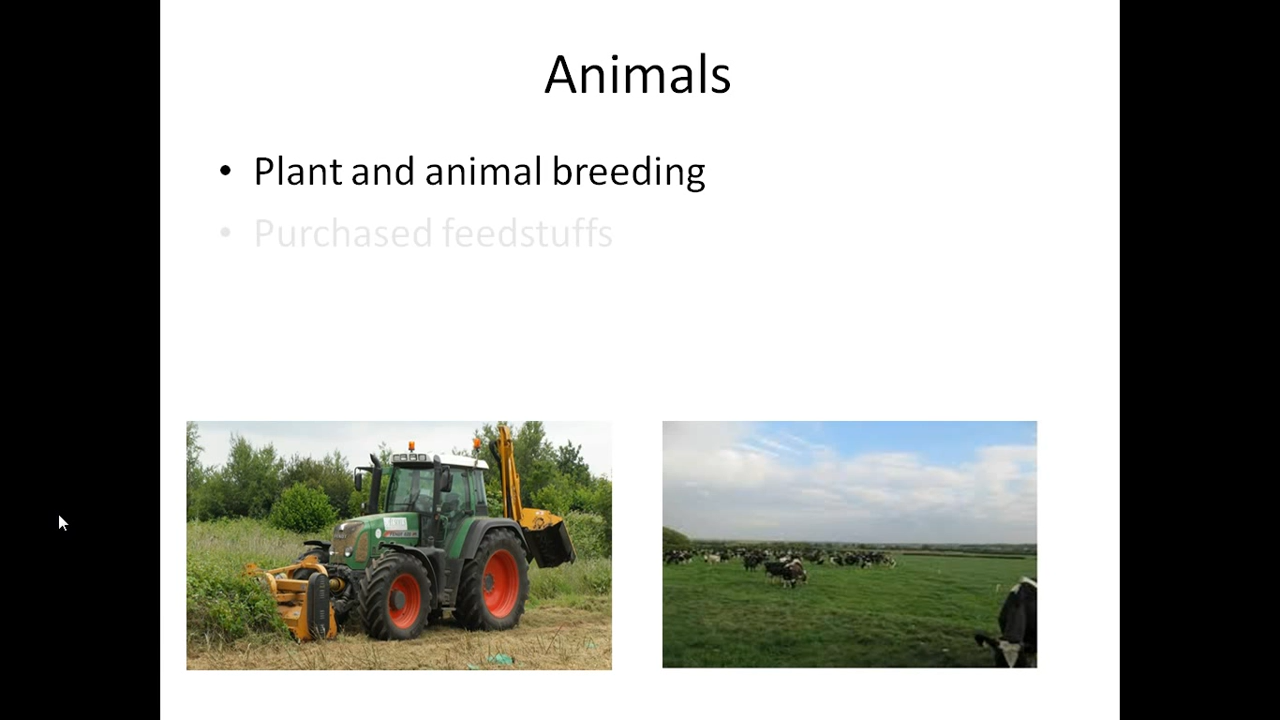 Animals
• Plant and animal breeding
• Purchased feedstuffs